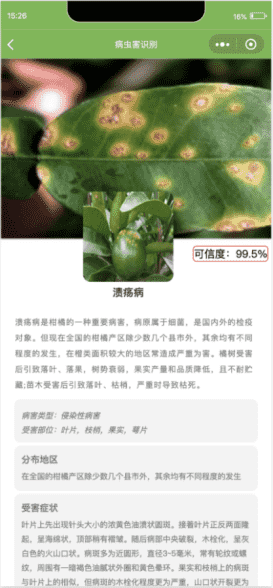 15:26
16%
病虫害识别
可信度：99.5%
溃疡病
溃疡病是柑橘的一种重要病害，病原属于细菌，是国内外的检疫
对象。但现在全国的柑橘产区除少数几个县市外，其余均有不同
程度的发生，在橙类面积较大的地区常造成严重为害。橘树受害
后引致落叶、落果，树势衰弱，果实产量和品质降低，且不耐贮
藏;苗木受害后引致落叶、枯梢，严重时导致枯死。
病害类型：侵染性病害
受害部位：叶片，枝梢，果实，萼片
分布地区
在全国的柑橘产区除少数几个县市外，其余均有不同程度的发生
受害症状
叶片上先出现针头大小的浓黄色油渍状圆斑。接着叶片正反两面隆
起，呈海绵状，顶部稍有褶皱。随后病部中央破裂，木栓化，呈灰
白色的火山口状。病斑多为近圆形，直径3~5毫米，常有轮纹或螺
纹，周围有一暗褐色油腻状外圈和黄色晕环。果实和枝梢上的病斑
与叶片上的相似，但病斑的木栓化程度更为严重，山口状开裂更为